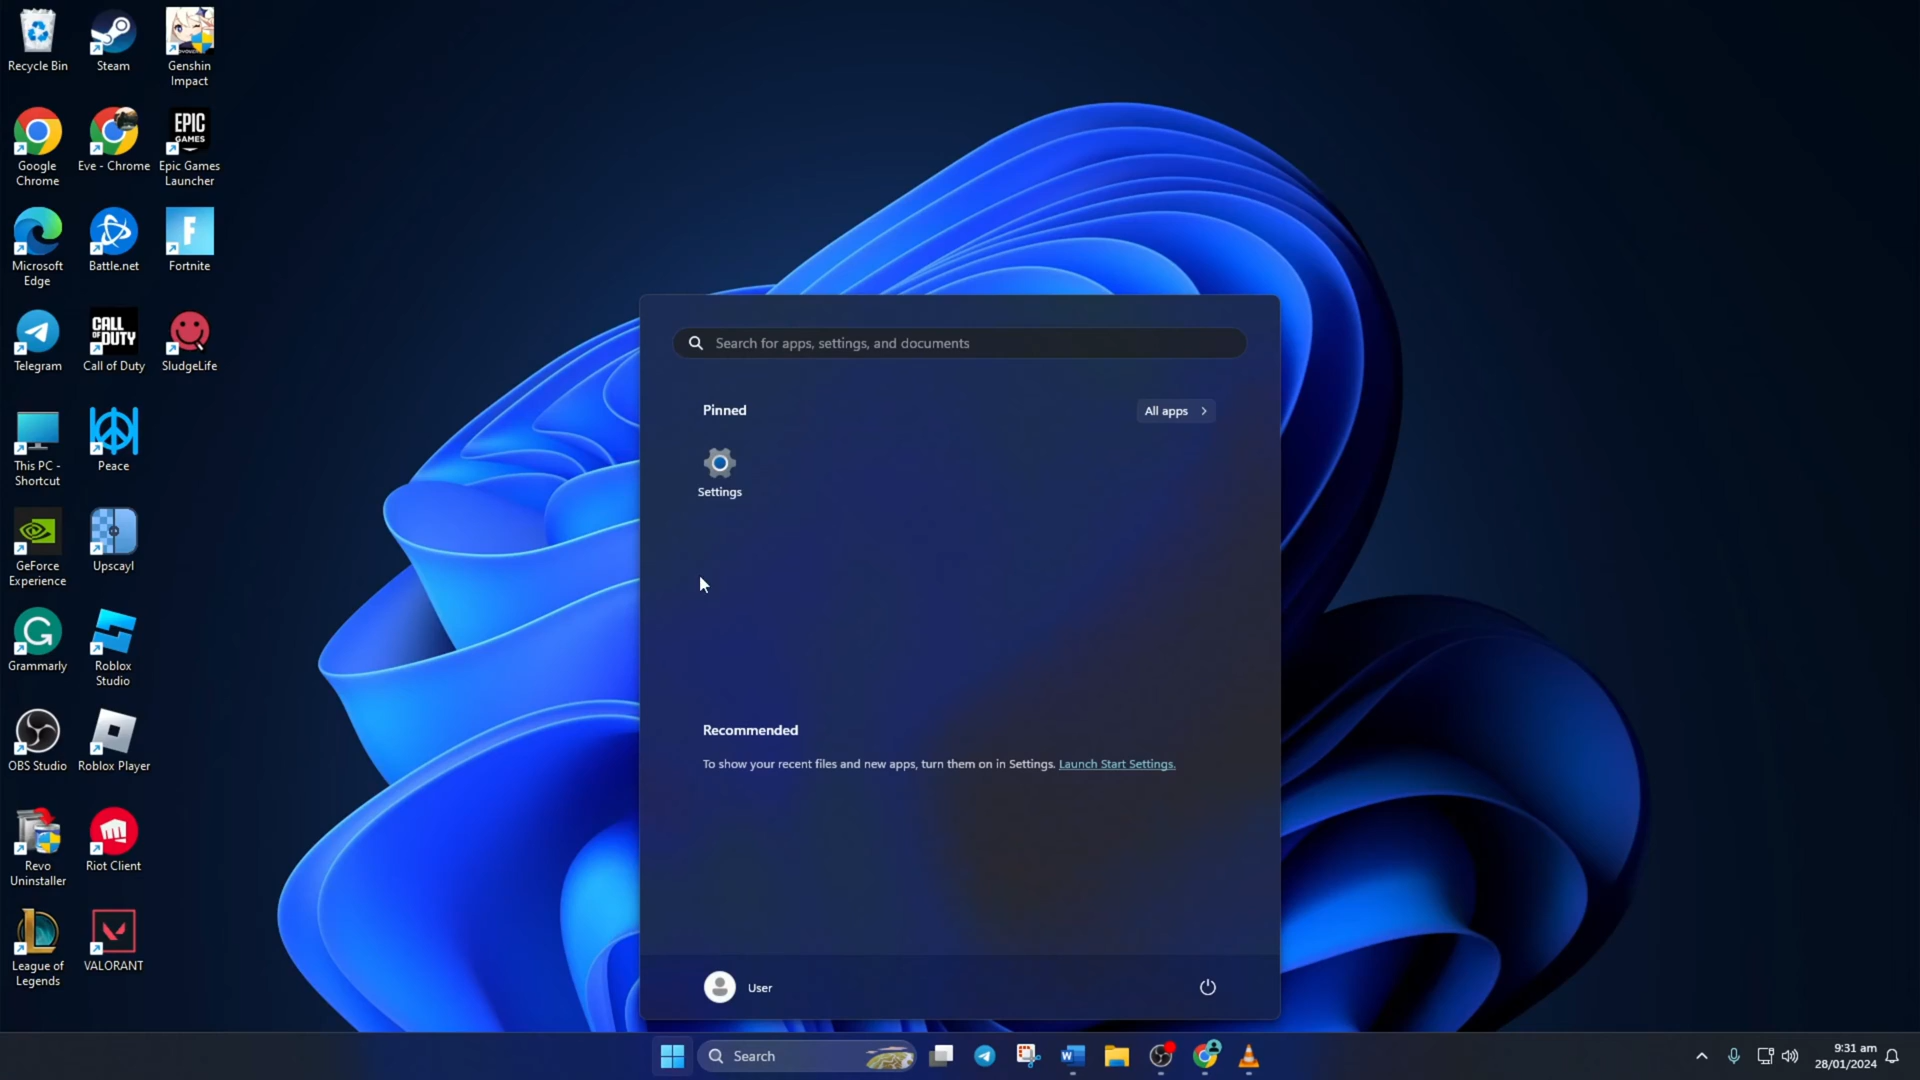 Recycle Bin
Steam
Genshin
Impact
Google
Chrome
Eve - Chrome
EPIC
GAMES
Epic Games
Launcher
Microsoft
Edge
Battle.net
F
Fortnite
Telegram
CALL
OF DUTY
Call of Duty
SludgeLife
This PC -
Shortcut
Peace
GeForce
Experience
Upscayl
G
Grammarly
Roblox
Studio
OBS Studio
Roblox Player
Revo
Uninstaller
Riot Client
L
League of
Legends
VALORANT
Search for apps, settings, and documents
Pinned
All apps
Settings
Recommended
To show your recent files and new apps, turn them on in Settings. Launch Start Settings.
User
Search
W
9:31 am
28/01/2024